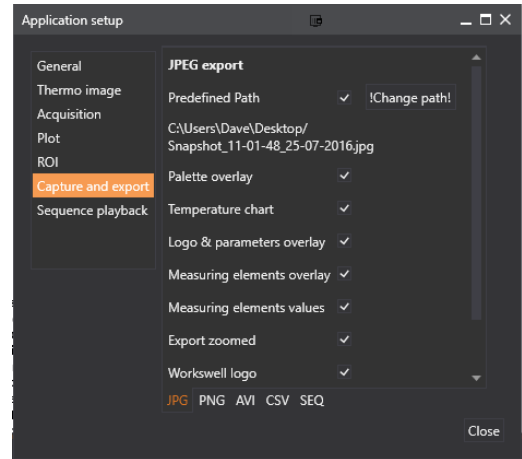 Application setup
General
Thermo image
Acquisition
Plot
ROI
Capture and export
Sequence playback
JPEG export
Predefined Path
!Change path!
C:\Users\Dave\Desktop/
Snapshot_11-01-48_25-07-2016.jpg
Palette overlay
Temperature chart
Logo & parameters overlay
Measuring elements overlay
Measuring elements values
Export zoomed
Workswell logo
JPG PNG AVI CSV SEQ
Close